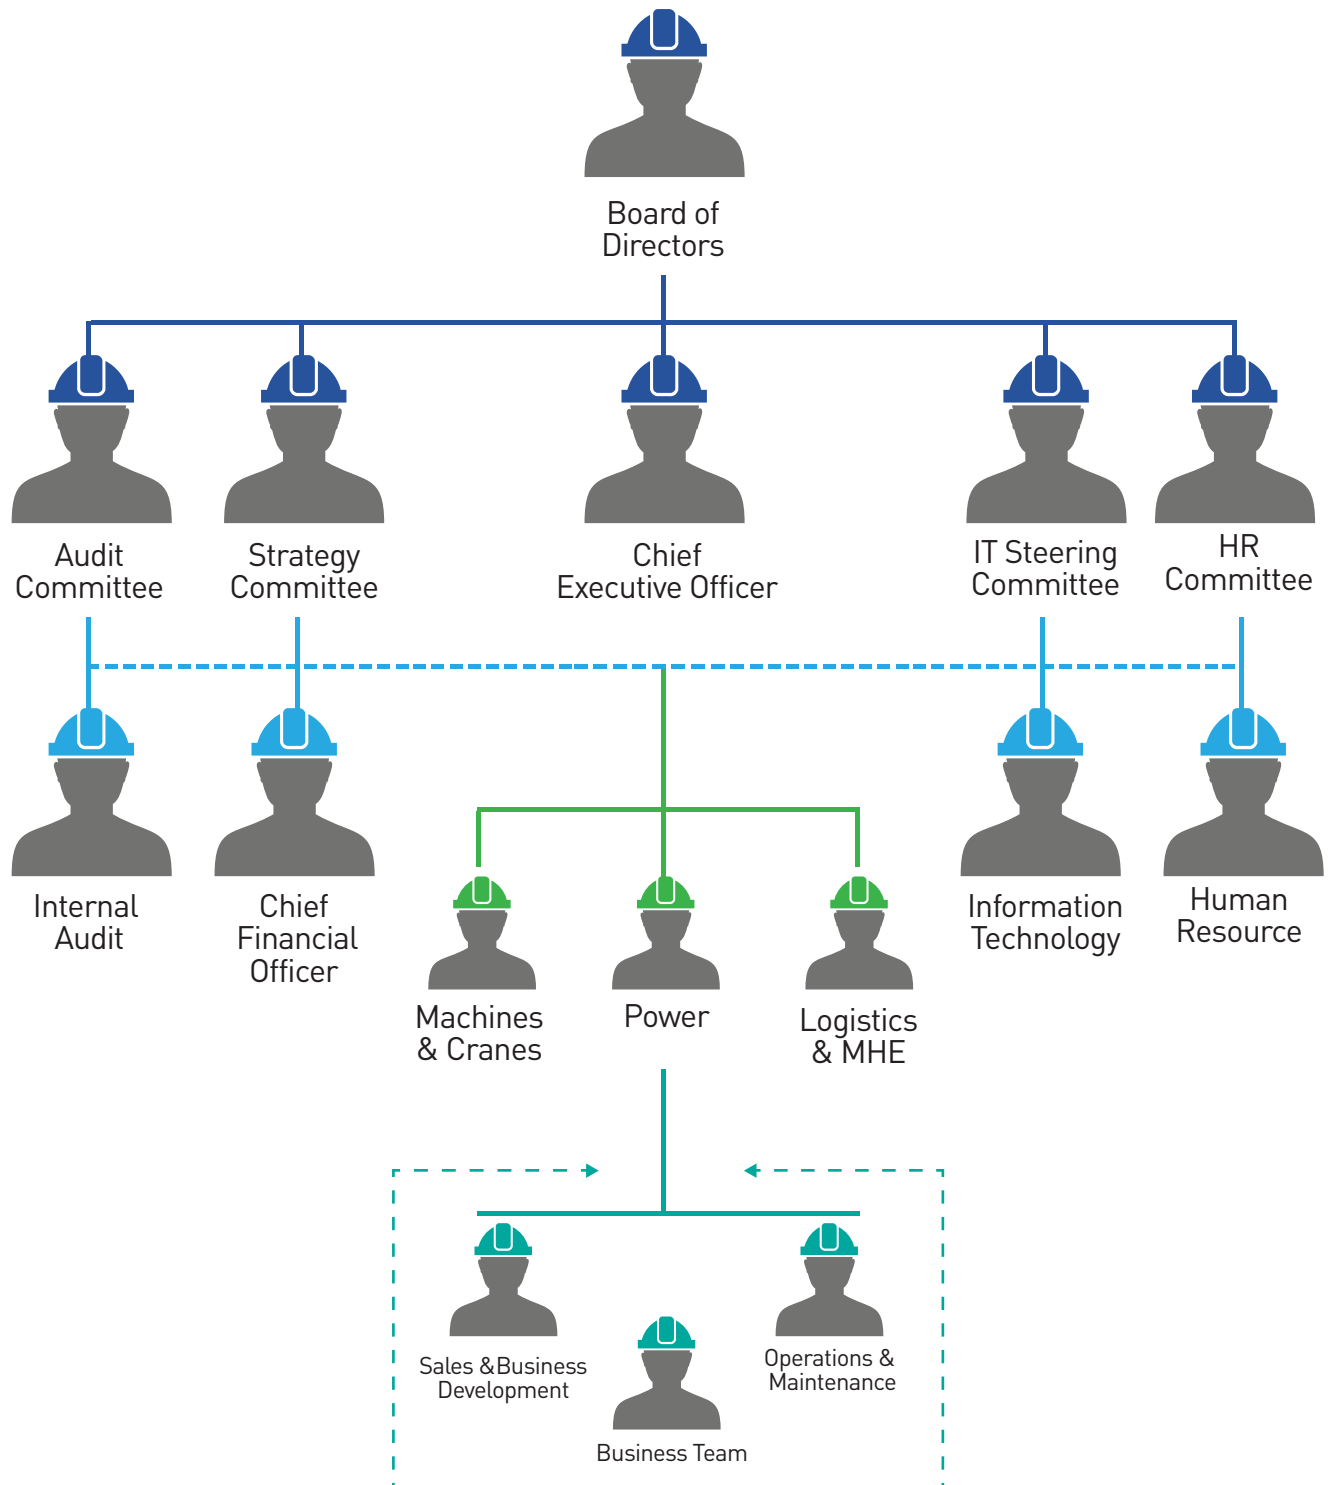 Board of
Directors
Audit
Committee
Strategy
Committee
Chief
Executive Officer
IT Steering
Committee
HR
Committee
Internal
Audit
Chief
Financial
Officer
Machines
& Cranes
Power
Logistics
& MHE
Information
Technology
Human
Resource
Sales &Business
Development
Business Team
Operations &
Maintenance